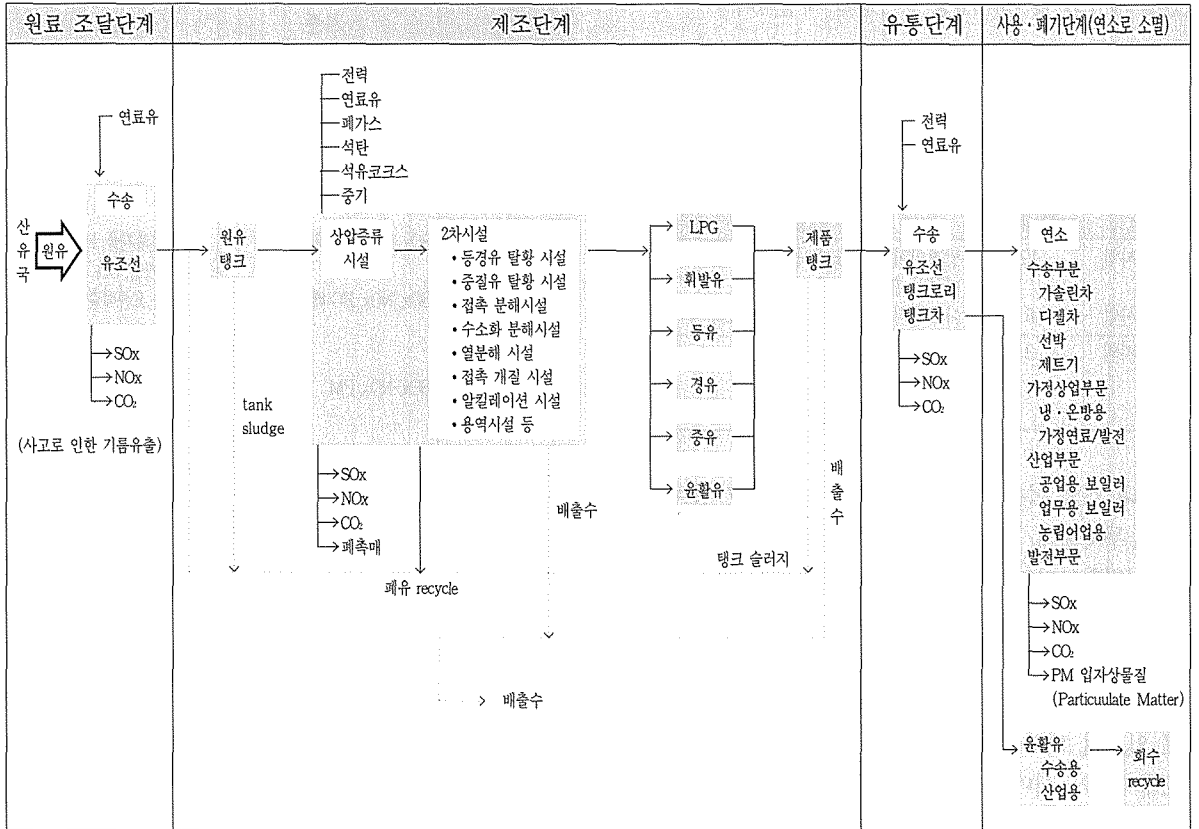 원료 조달단계
제조단계
유통단계
사용·폐기단계(연소로 소멸)
연료유
산유국
원유
수송
유조선
→SOx
→NOx
→CO₂
(사고로 인한 기름유출)
전력
연료유
폐가스
석탄
석유코크스
증기
원유
탱크
상압증류
시설
2차시설
•등경유 탈황 시설
•중질유 탈황 시설
•접촉 분해시설
•수소화 분해시설
•열분해 시설
•접촉 개질 시설
•알킬레이션 시설
•용역시설 등
tank
sludge
→SOx
→NOx
→CO₂
→폐촉매
폐유 recycle
배출수
배출수
LPG
휘발유
등유
경유
중유
윤활유
제품
탱크
탱크 슬러지
배출수
전력
연료유
수송
유조선
탱크로리
탱크차
→SOx
→NOx
→CO₂
연소
수송부분
가솔린차
디젤차
선박
제트기
가정상업부문
냉·온방용
가정연료/발전
산업부문
공업용 보일러
업무용 보일러
농림어업용
발전부문
→SOx
→NOx
→CO₂
→PM 입자상물질
(Particuulate Matter)
윤활유
수송용
산업용
회수
recycle